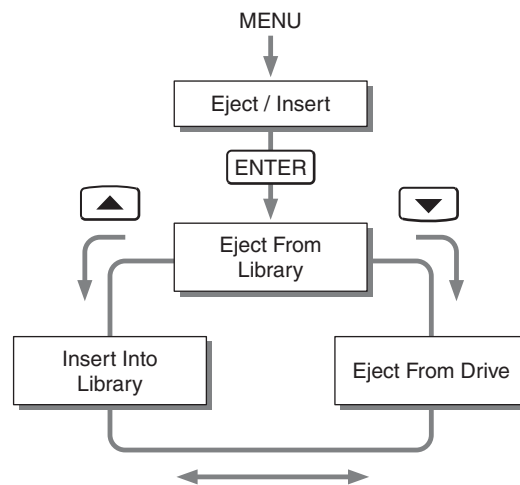 MENU
Eject / Insert
ENTER
Eject From
Library
Insert Into
Library
Eject From Drive